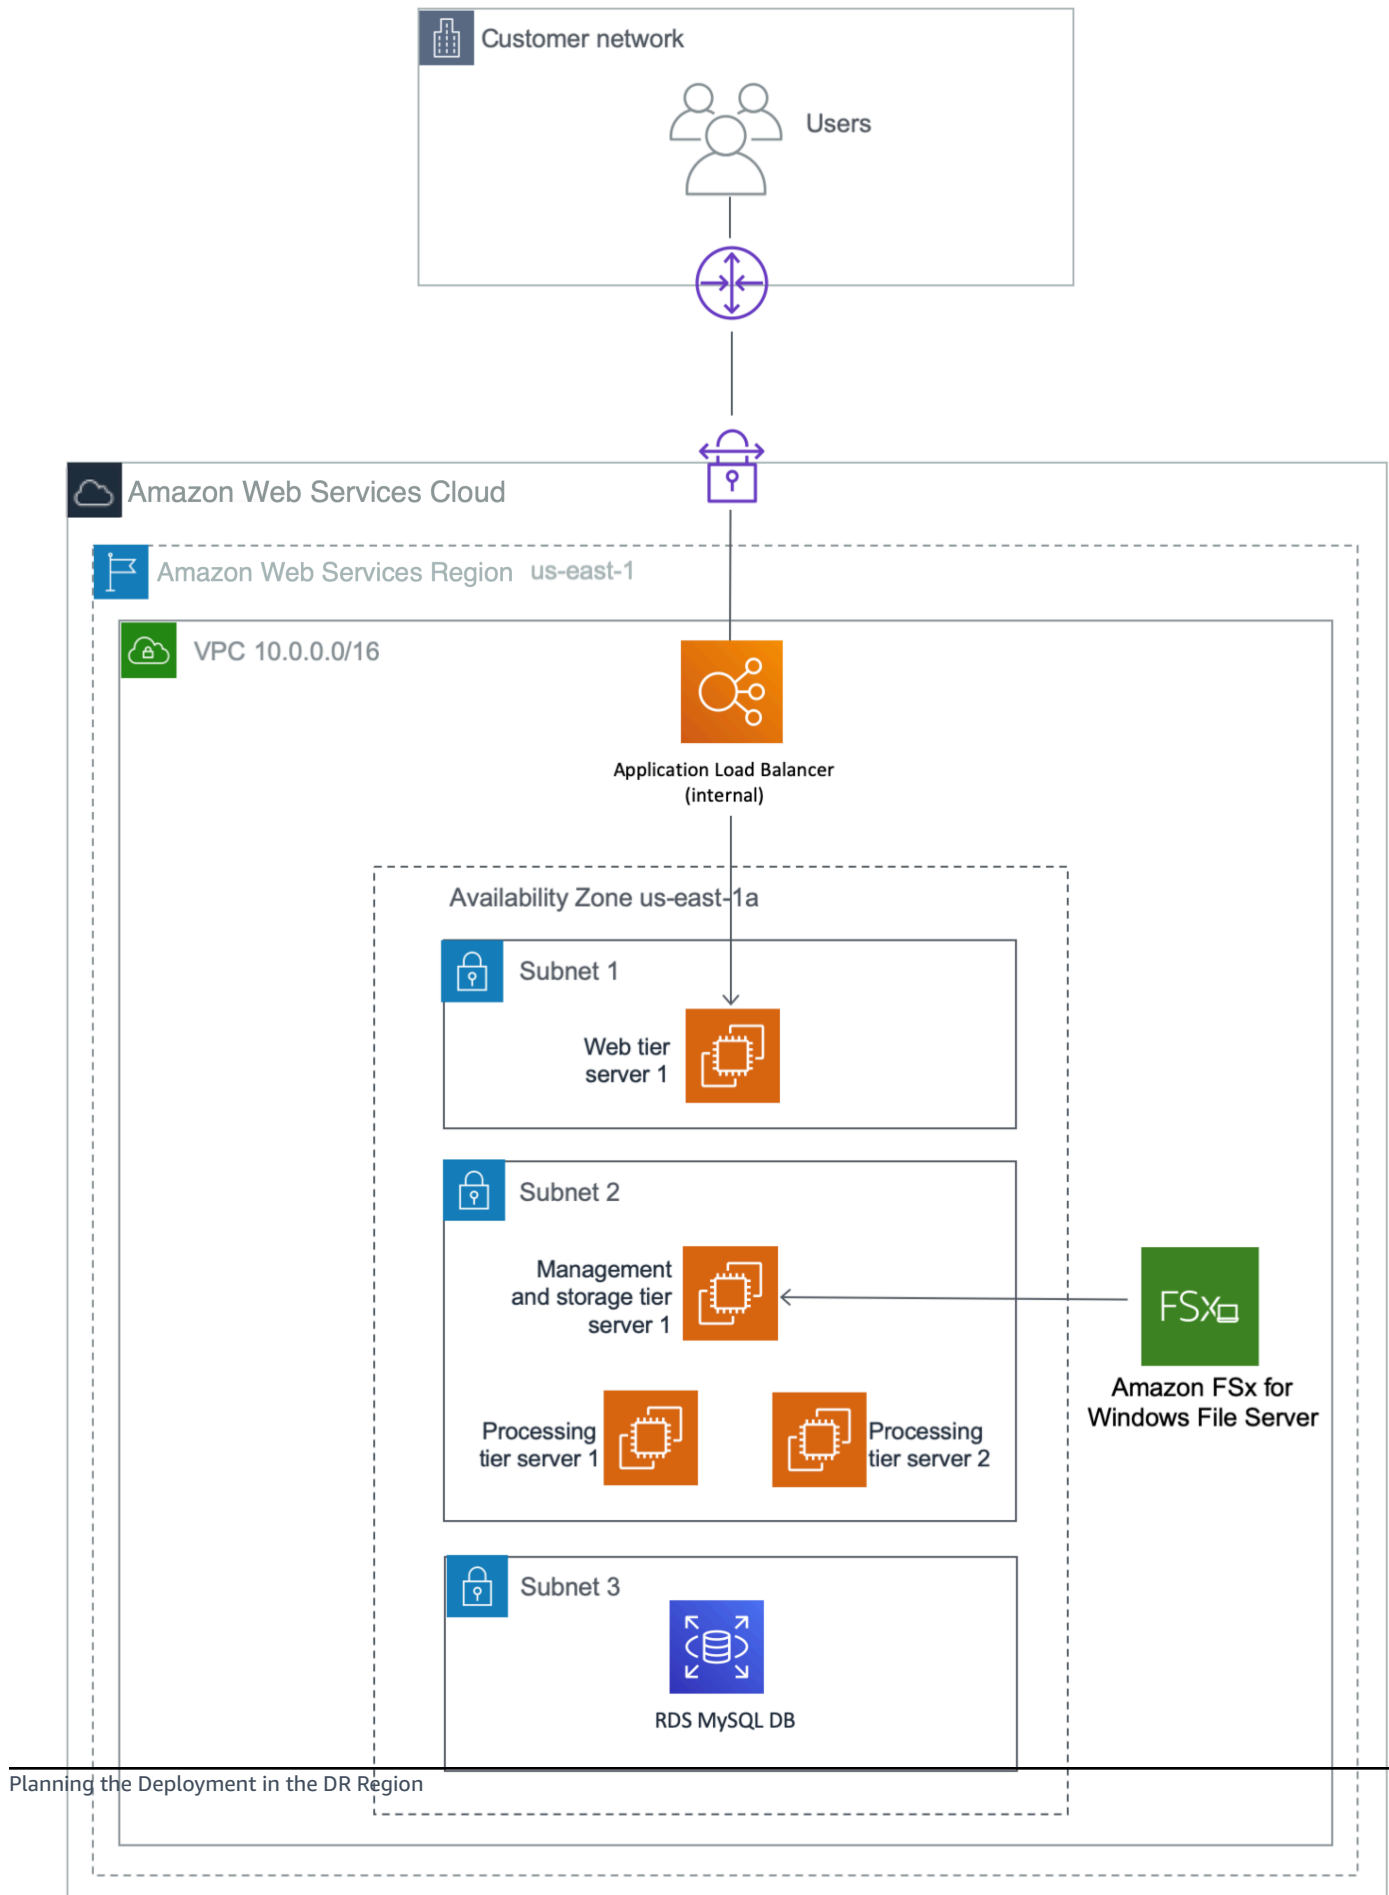 Customer network
Users
Amazon Web Services Cloud
Amazon Web Services Region us-east-1
VPC 10.0.0.0/16
Application Load Balancer
(internal)
Availability Zone us-east-1a
Subnet 1
Web tier
server 1
Subnet 2
Management
and storage tier
server 1
FSx
Amazon FSx for
Windows File Server
Processing
tier server 1
Processing
tier server 2
Subnet 3
RDS MySQL DB
Planning the Deployment in the DR Region